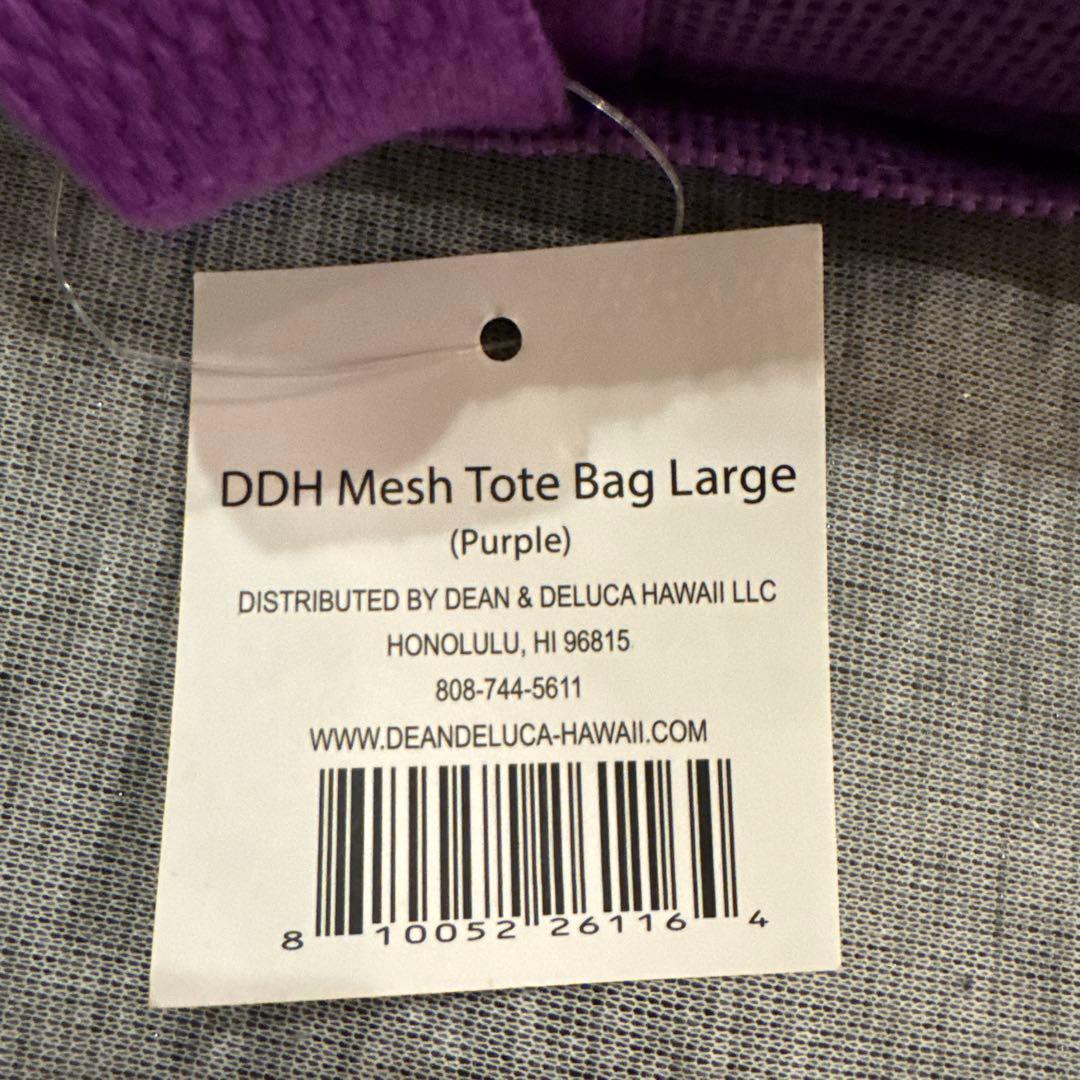 DDH Mesh Tote Bag Large
(Purple)
DISTRIBUTED BY DEAN & DELUCA HAWAII LLC
HONOLULU, HI 96815
808-744-5611
WWW.DEANDELUCA-HAWAII.COM
8 10052 26116 4